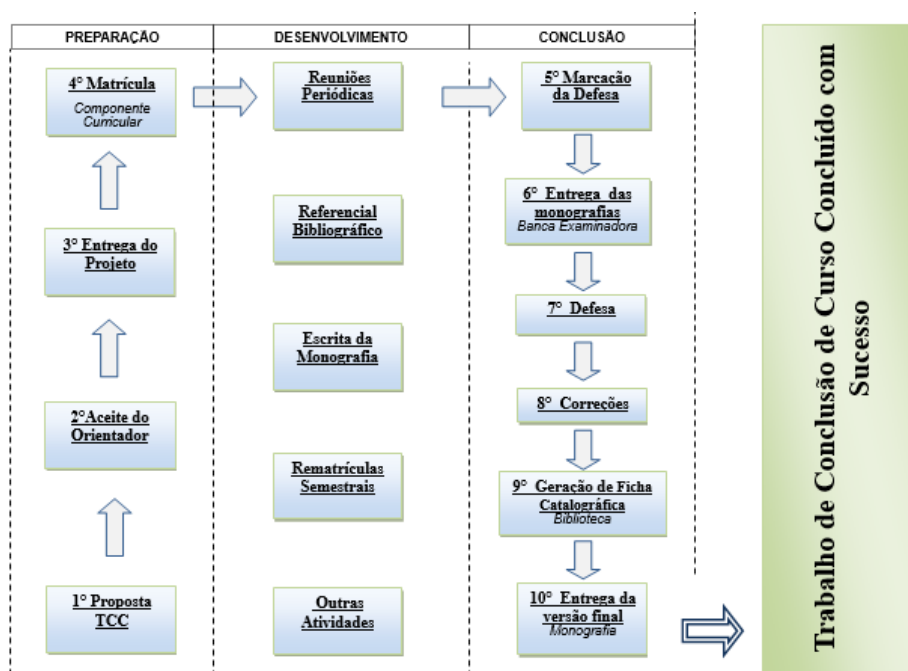 PREPARAÇÃO
4° Matrícula
Componente
Curricular
3° Entrega do
Projeto
2°Aceite do
Orientador
1° Proposta
TCC
DESENVOLVIMENTO
Reuniões
Periódicas
Referencial
Bibliográfico
Escrita da
Monografia
Rematrículas
Semestrais
Outras
Atividades
CONCLUSÃO
5° Marcação
da Defesa
6° Entrega das
monografias
Banca Examinadora
7° Defesa
8° Correções
9° Geração de Ficha
Catalográfica
Biblioteca
10° Entrega da
versão final
Monografia
Trabalho de Conclusão de Curso Concluído com
Sucesso